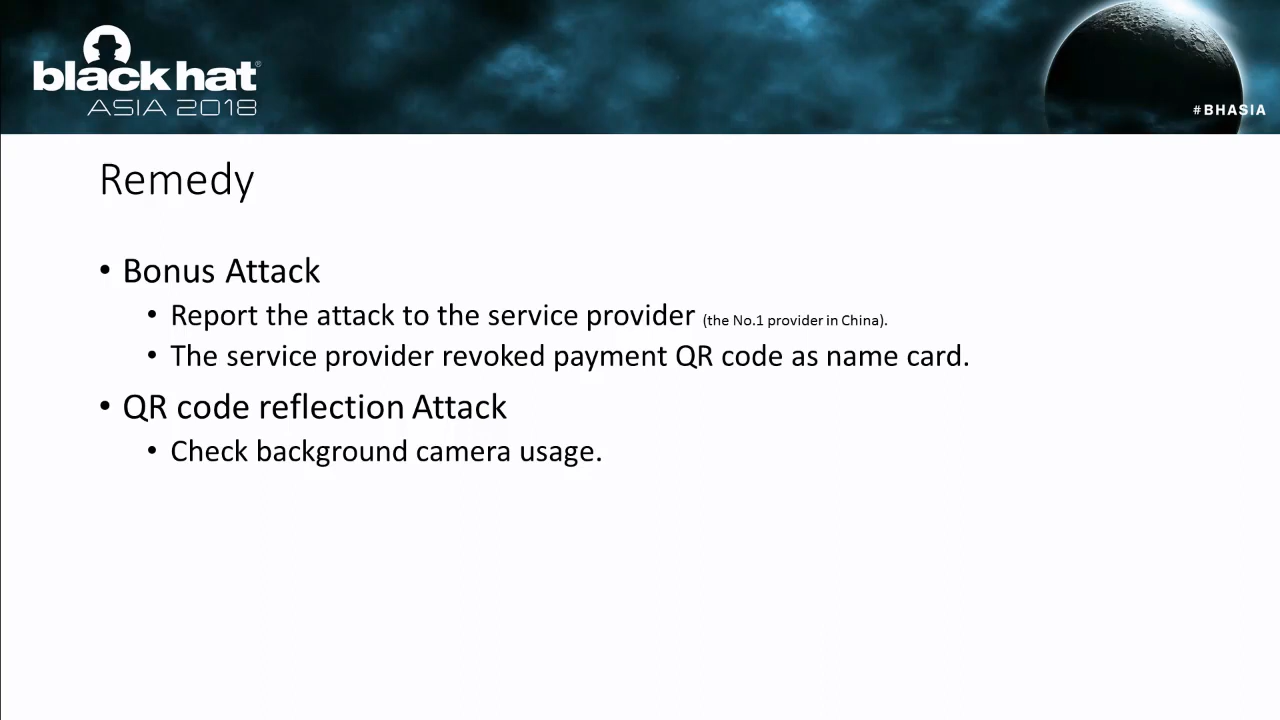 black hat®
ASIA 2018
#BHASIA
Remedy
• Bonus Attack
• Report the attack to the service provider (the No.1 provider in China).
• The service provider revoked payment QR code as name card.
• QR code reflection Attack
• Check background camera usage.